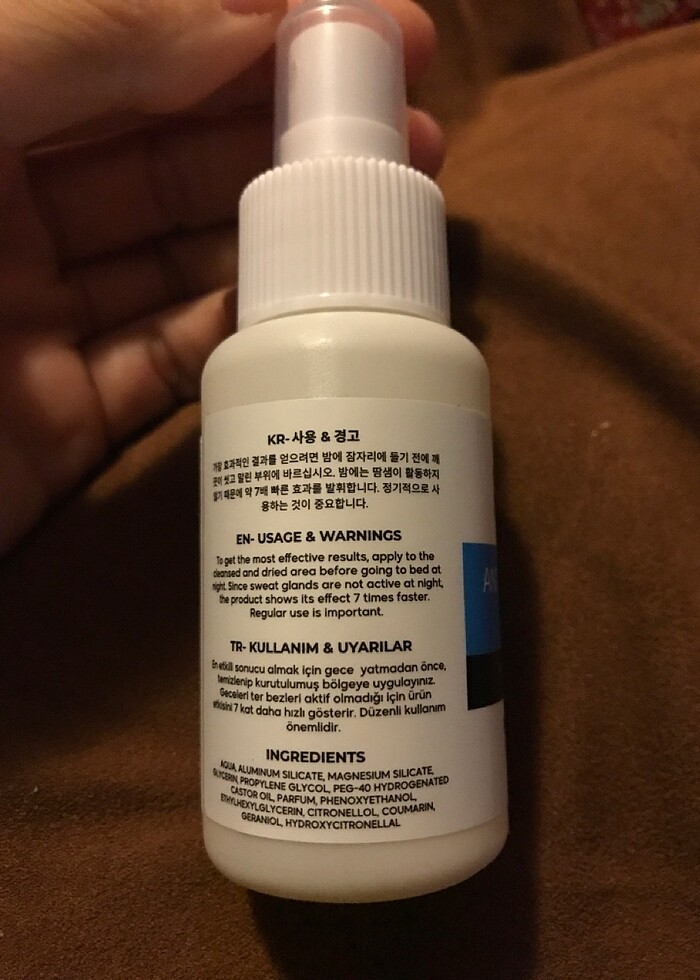 KR- 사용 & 경고
가장 효과적인 결과를 얻으려면 밤에 잠자리에 들기 전에 깨
끗이 씻고 말린 부위에 바르십시오. 밤에는 땀샘이 활동하지
않기 때문에 약 7배 빠른 효과를 발휘합니다. 정기적으로 사
용하는 것이 중요합니다.
EN- USAGE & WARNINGS
To get the most effective results, apply to the
cleansed and dried area before going to bed at
night. Since sweat glands are not active at night,
the product shows its effect 7 times faster.
Regular use is important.
TR- KULLANIM & UYARILAR
En etkili sonucu almak için gece yatmadan önce,
temizlenip kurutulumuş bölgeye uygulayınız.
Geceleri ter bezleri aktif olmadığı için ürün
etkisini 7 kat daha hızlı gösterir. Düzenli kullanım
önemlidir.
INGREDIENTS
AQUA, ALUMINUM SILICATE, MAGNESIUM SILICATE,
GLYCERIN, PROPYLENE GLYCOL, PEG-40 HYDROGENATED
CASTOR OIL, PARFUM, PHENOXYETHANOL,
ETHYLHEXYLGLYCERIN, CITRONELLOL, COUMARIN,
GERANIOL, HYDROXYCITRONELLAL